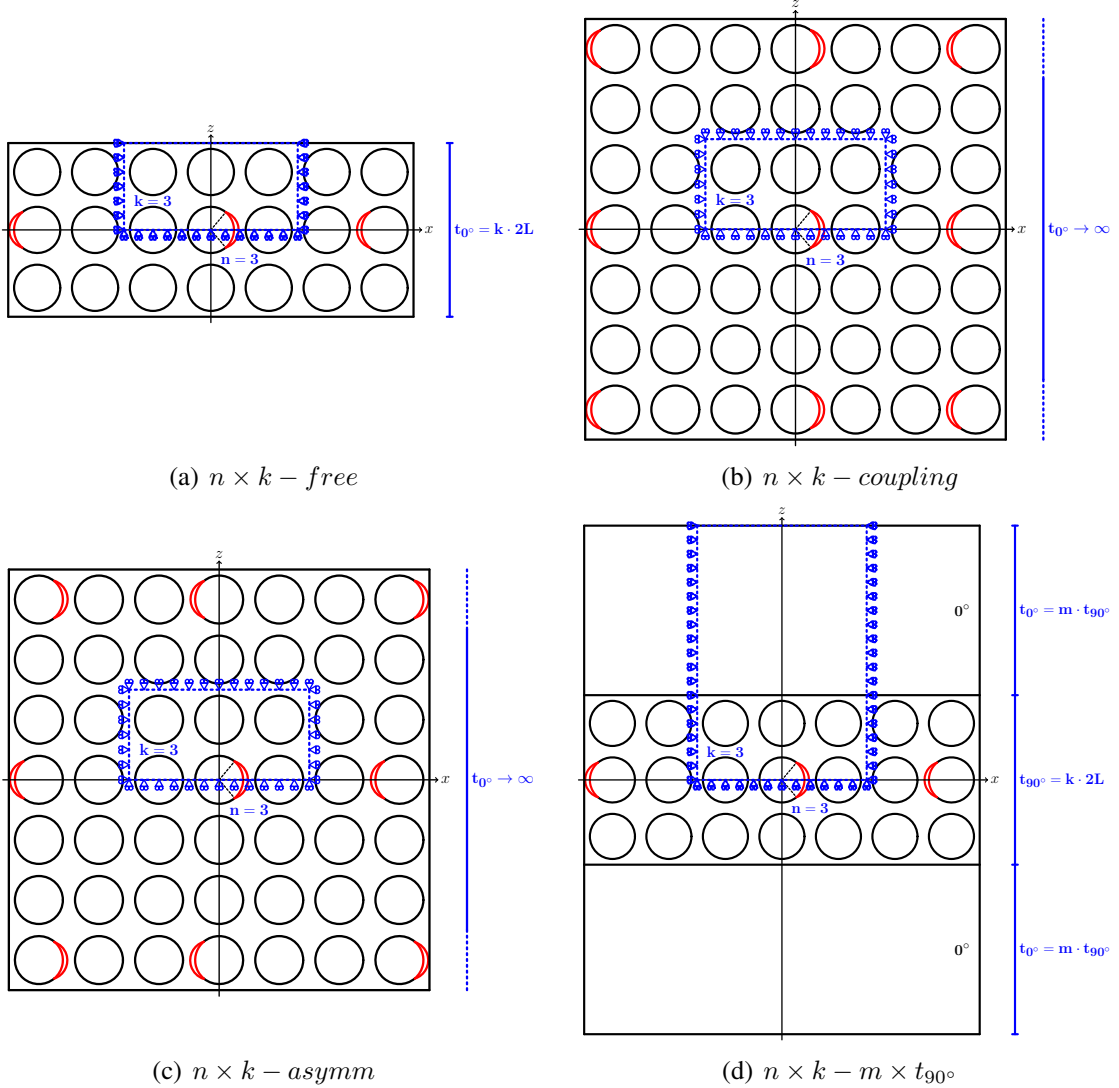 z
x
k = 3
n = 3
t0° = k · 2L
(a) n × k − free
z
x
k = 3
n = 3
t0° → ∞
(b) n × k − coupling
z
x
k = 3
n = 3
t0° → ∞
(c) n × k − asymm
z
0°
t0° = m · t90°
x
k = 3
n = 3
t90° = k · 2L
0°
t0° = m · t90°
(d) n × k − m × t90°